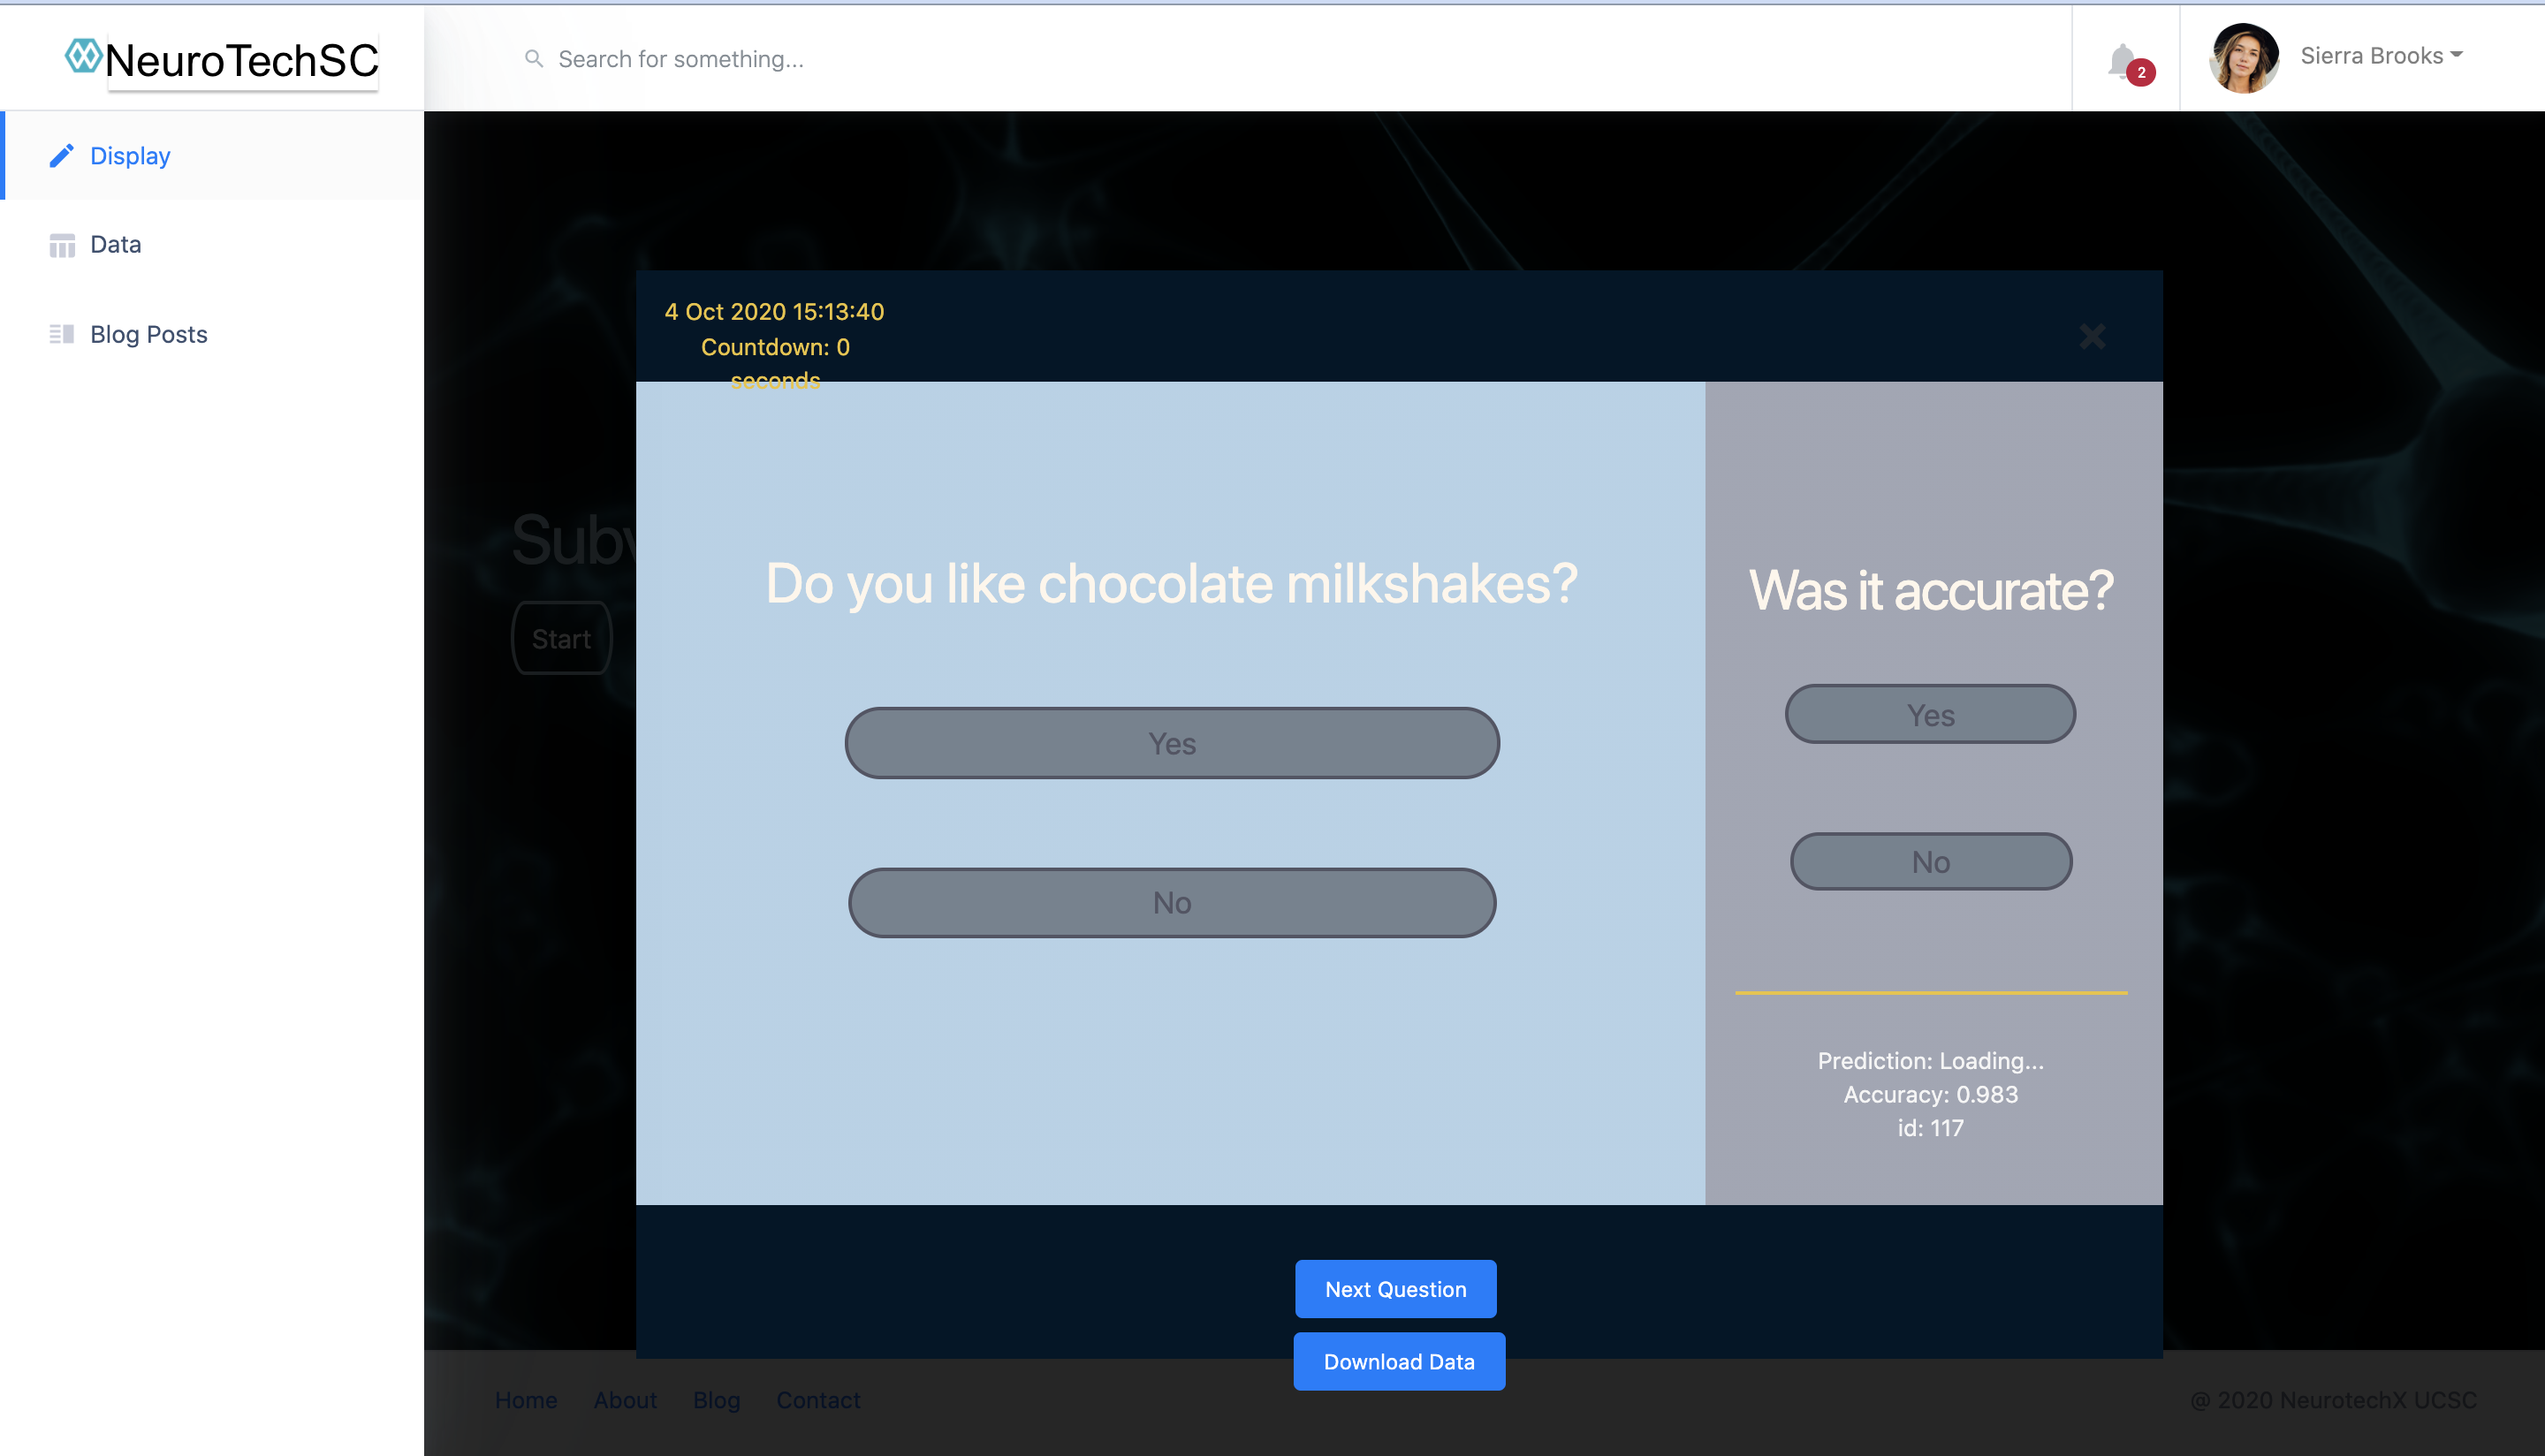 NeuroTechSC
Search for something...
2
Sierra Brooks
Display
Data
Blog Posts
4 Oct 2020 15:13:40
Countdown: 0
seconds
Do you like chocolate milkshakes?
Yes
No
Was it accurate?
Yes
No
Prediction: Loading...
Accuracy: 0.983
id: 117
Start
Next Question
Download Data
Home About Blog Contact
@ 2020 NeurotechX UCSC